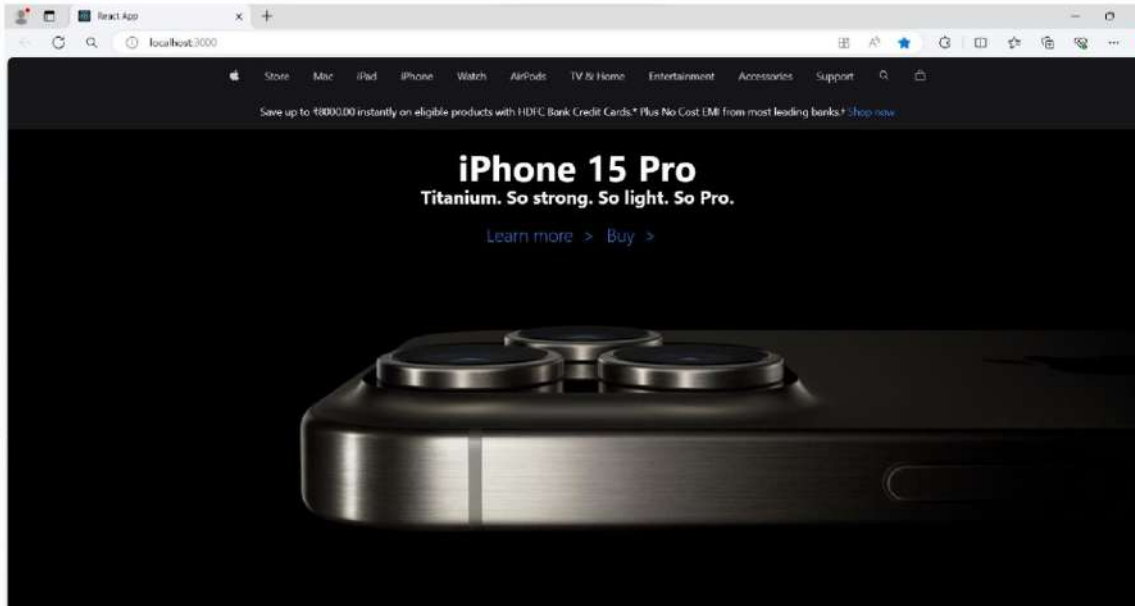 React App
localhost:3000
Store Mac iPad iPhone Watch AirPods TV & Home Entertainment Accessories Support
Save up to ₹8000.00 instantly on eligible products with HDFC Bank Credit Cards.* Plus No Cost EMI from most leading banks.† Shop now
iPhone 15 Pro
Titanium. So strong. So light. So Pro.
Learn more > Buy >